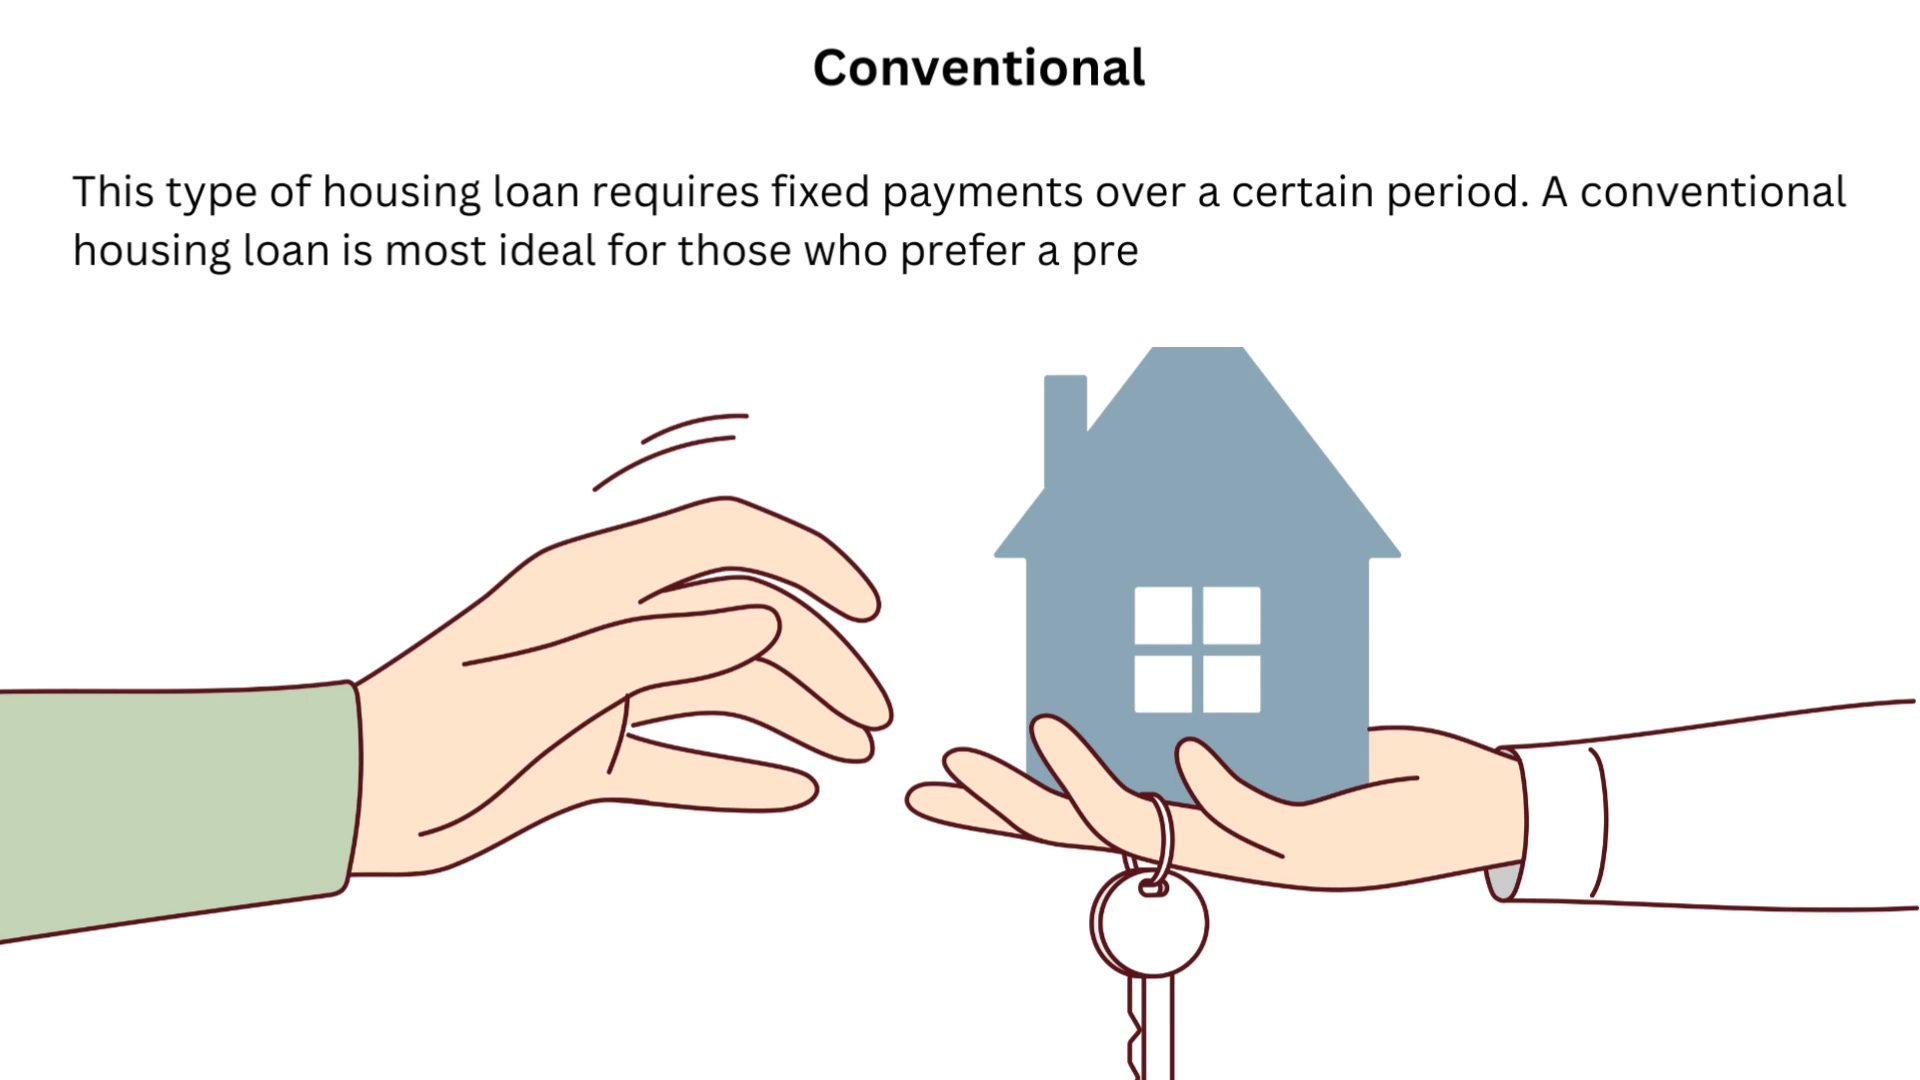 Conventional
This type of housing loan requires fixed payments over a certain period. A conventional
housing loan is most ideal for those who prefer a pre